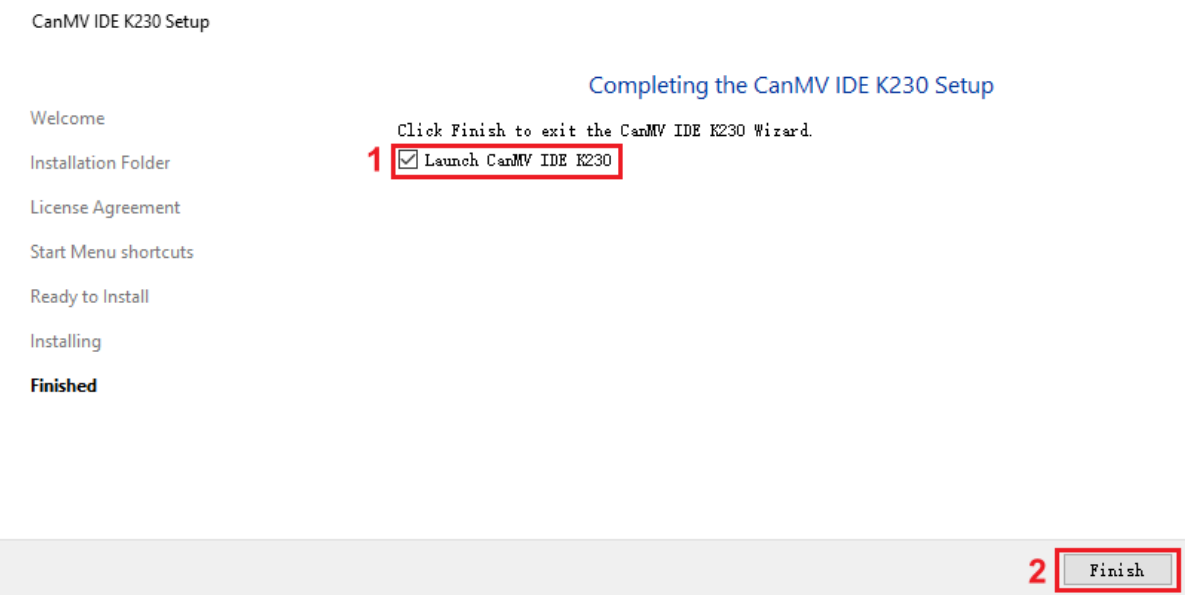 CanMV IDE K230 Setup
Completing the CanMV IDE K230 Setup
Welcome
Installation Folder
License Agreement
Start Menu shortcuts
Ready to Install
Installing
Finished
Click Finish to exit the CanMV IDE K230 Wizard.
1 Launch CanMV IDE K230
2 Finish